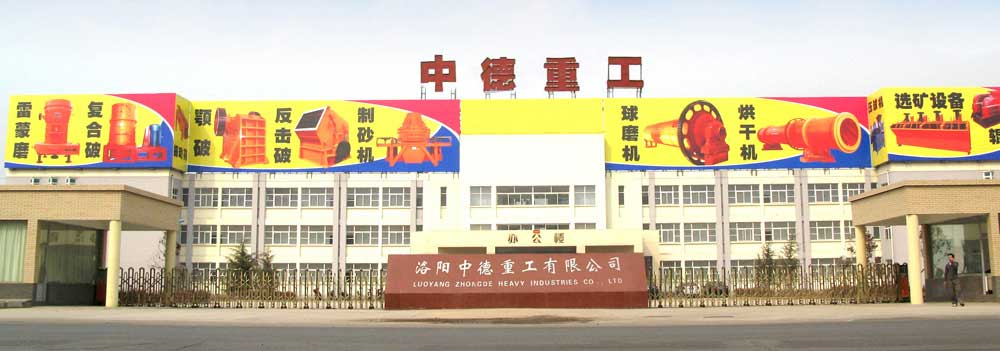 中德重工
雷蒙磨
复合破
颚破
反击破
制砂机
球磨机
烘干机
选矿设备
办公楼
洛阳中德重工有限公司
LUOYANG ZHONGDE HEAVY INDUSTRIES CO., LTD